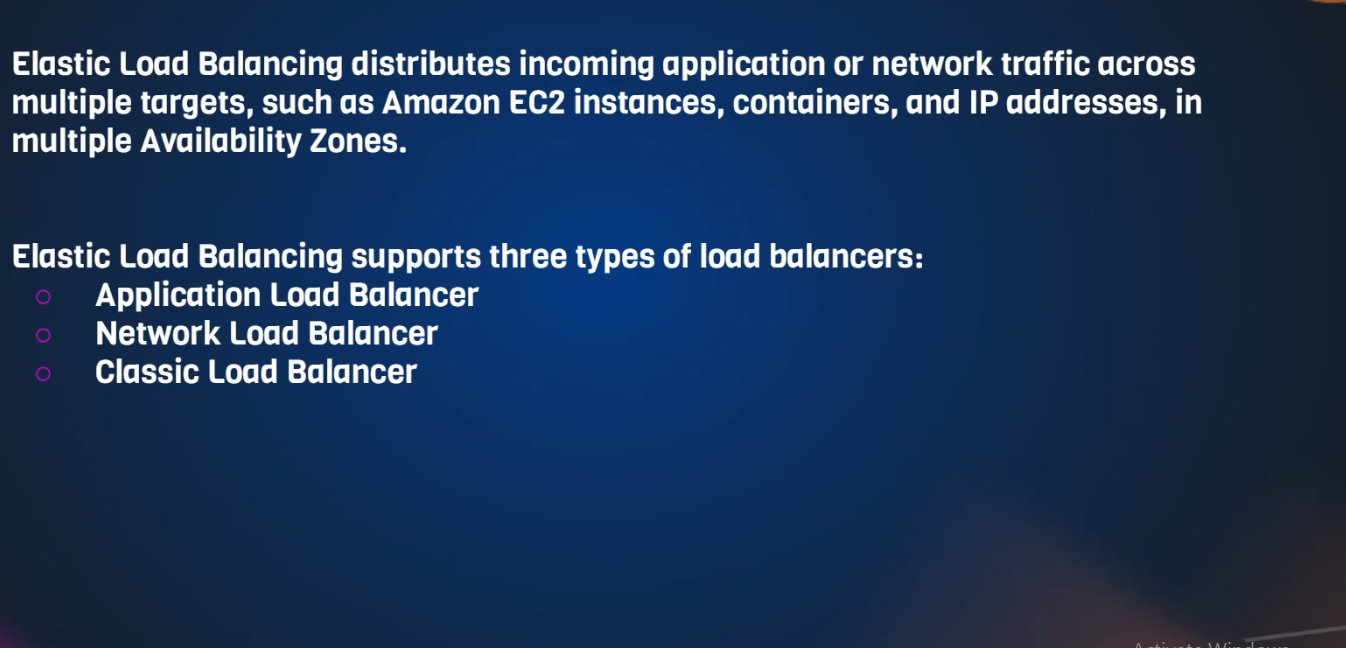 Elastic Load Balancing distributes incoming application or network traffic across
multiple targets, such as Amazon EC2 instances, containers, and IP addresses, in
multiple Availability Zones.
Elastic Load Balancing supports three types of load balancers:
Application Load Balancer
Network Load Balancer
Classic Load Balancer
Activate Windows